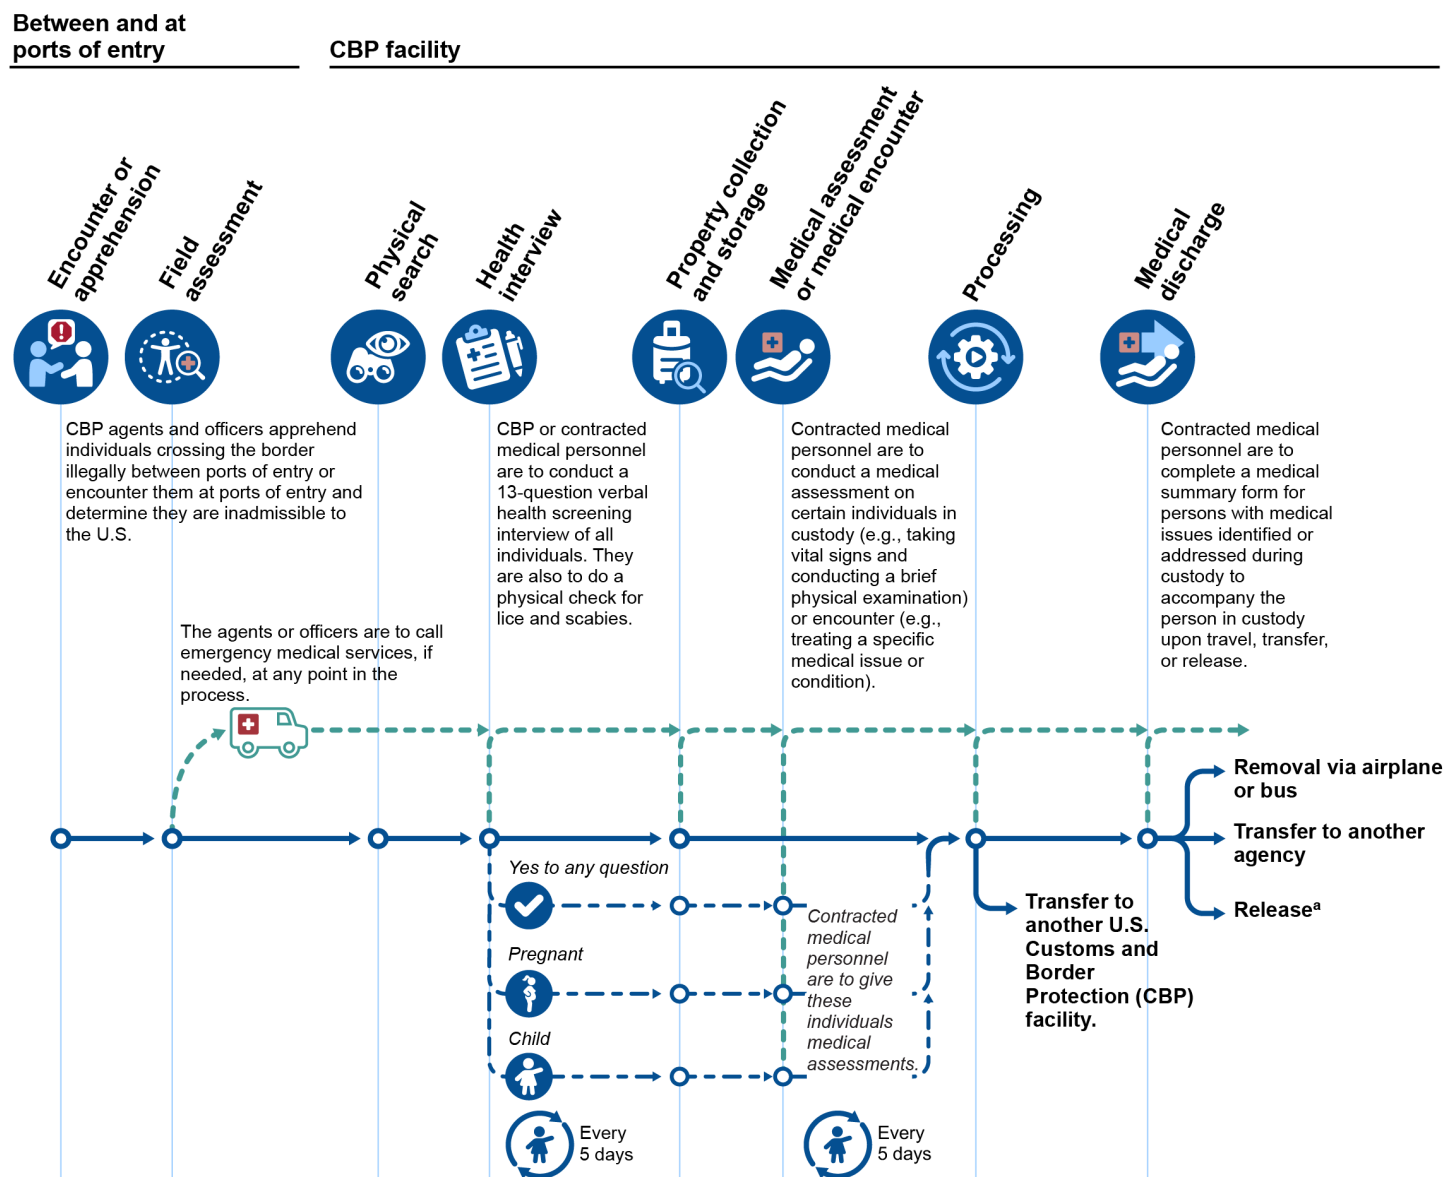 Between and at
ports of entry
CBP facility
Encounter or
apprehension
Field
assessment
Physical
search
Health
interview
Property collection
and storage
Medical assessment
or medical encounter
Processing
Medical
discharge
CBP agents and officers apprehend
individuals crossing the border
illegally between ports of entry or
encounter them at ports of entry and
determine they are inadmissible to
the U.S.
The agents or officers are to call
emergency medical services, if
needed, at any point in the
process.
CBP or contracted
medical personnel
are to conduct a
13-question verbal
health screening
interview of all
individuals. They
are also to do a
physical check for
lice and scabies.
Contracted medical
personnel are to
conduct a medical
assessment on
certain individuals in
custody (e.g., taking
vital signs and
conducting a brief
physical examination)
or encounter (e.g.,
treating a specific
medical issue or
condition).
Contracted medical
personnel are to
complete a medical
summary form for
persons with medical
issues identified or
addressed during
custody to
accompany the
person in custody
upon travel, transfer,
or release.
Removal via airplane
or bus
Transfer to another
agency
Releaseª
Yes to any question
Pregnant
Child
Contracted
medical
personnel
are to give
these
individuals
medical
assessments.
Transfer to
another U.S.
Customs and
Border
Protection (CBP)
facility.
Every
5 days
Every
5 days